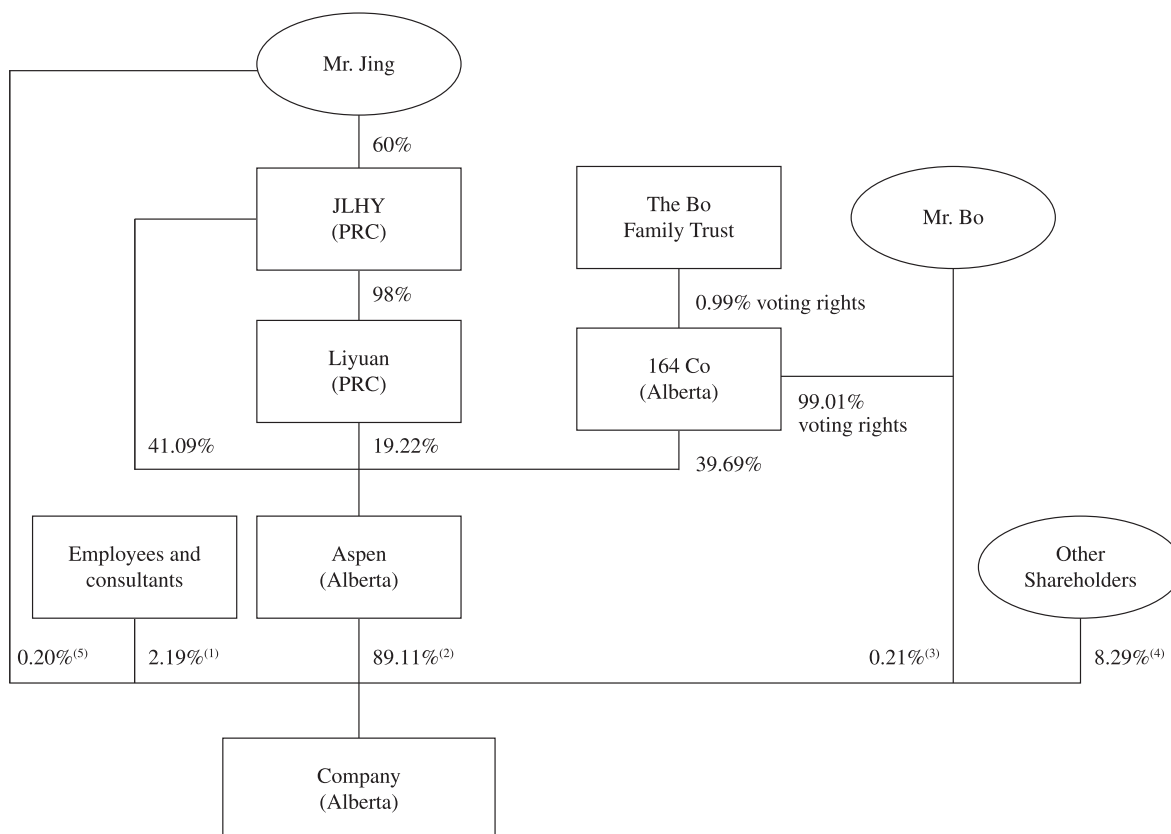 Mr. Jing
60%
JLHY
(PRC)
The Bo
Family Trust
Mr. Bo
98%
0.99% voting rights
Liyuan
(PRC)
164 Co
(Alberta)
99.01%
voting rights
41.09%
19.22%
39.69%
Employees and
consultants
Aspen
(Alberta)
Other
Shareholders
0.20%(5)
2.19%(1)
89.11%(2)
0.21%(3)
8.29%(4)
Company
(Alberta)